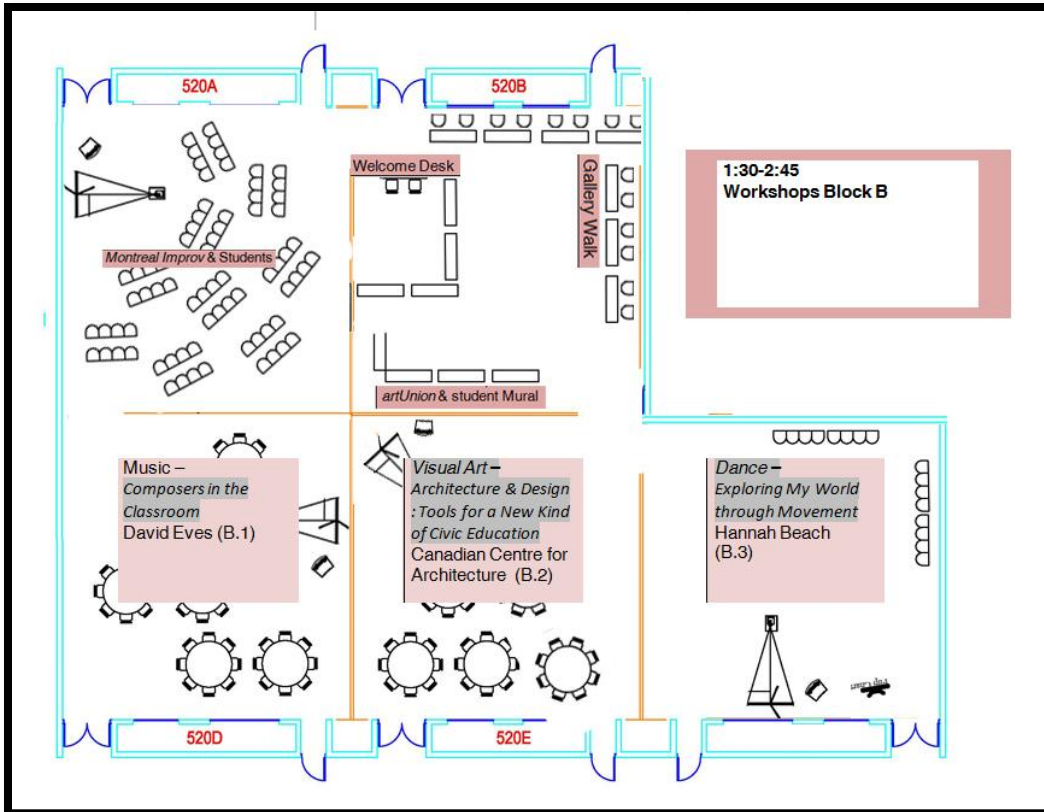 520A
520B
Welcome Desk
Gallery Walk
1:30-2:45
Workshops Block B
Montreal Improv & Students
artUnion & student Mural
Music –
Composers in the
Classroom
David Eves (B.1)
Visual Art –
Architecture & Design
: Tools for a New Kind
of Civic Education
Canadian Centre for
Architecture (B.2)
Dance –
Exploring My World
through Movement
Hannah Beach
(B.3)
Flip Chart
520D
520E